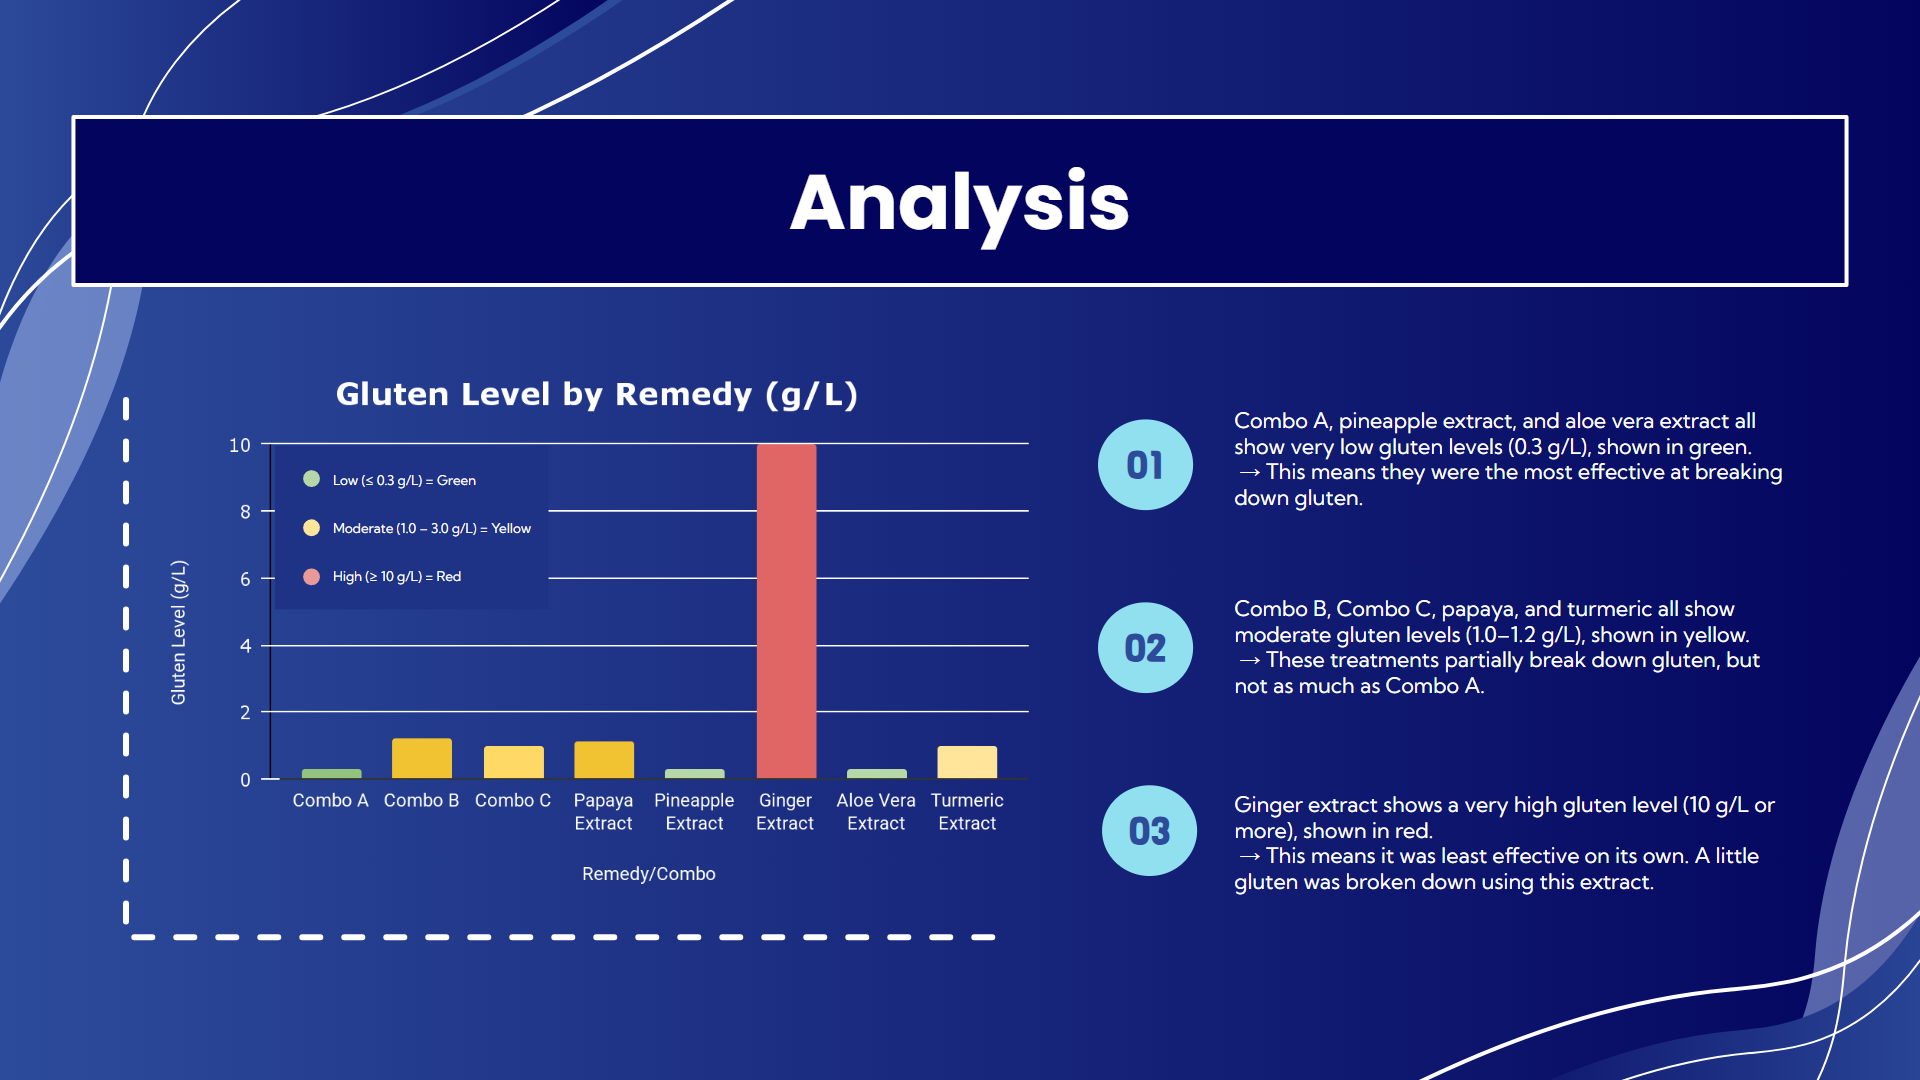 Analysis
Gluten Level by Remedy (g/L)
10
8
6
4
2
0
Gluten Level (g/L)
Low (≤ 0.3 g/L) = Green
Moderate (1.0 – 3.0 g/L) = Yellow
High (≥ 10 g/L) = Red
Combo A Combo B Combo C Papaya Pineapple Ginger Aloe Vera Turmeric
Extract Extract Extract Extract Extract
Remedy/Combo
01
Combo A, pineapple extract, and aloe vera extract all
show very low gluten levels (0.3 g/L), shown in green.
→ This means they were the most effective at breaking
down gluten.
02
Combo B, Combo C, papaya, and turmeric all show
moderate gluten levels (1.0–1.2 g/L), shown in yellow.
→ These treatments partially break down gluten, but
not as much as Combo A.
03
Ginger extract shows a very high gluten level (10 g/L or
more), shown in red.
→ This means it was least effective on its own. A little
gluten was broken down using this extract.